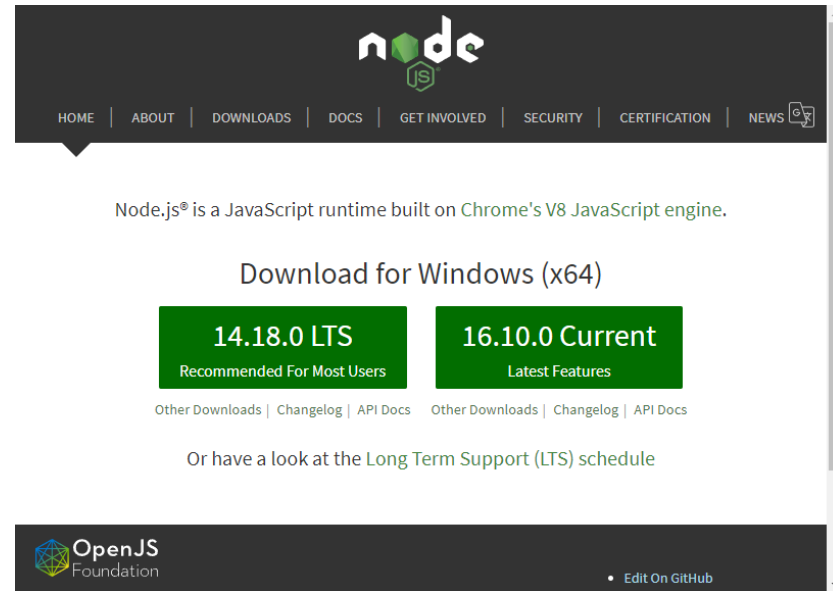 node
JS®
HOME | ABOUT | DOWNLOADS | DOCS | GET INVOLVED | SECURITY | CERTIFICATION | NEWS
Node.js® is a JavaScript runtime built on Chrome's V8 JavaScript engine.
Download for Windows (x64)
14.18.0 LTS
Recommended For Most Users
16.10.0 Current
Latest Features
Other Downloads | Changelog | API Docs
Other Downloads | Changelog | API Docs
Or have a look at the Long Term Support (LTS) schedule
OpenJS
Foundation
• Edit On GitHub